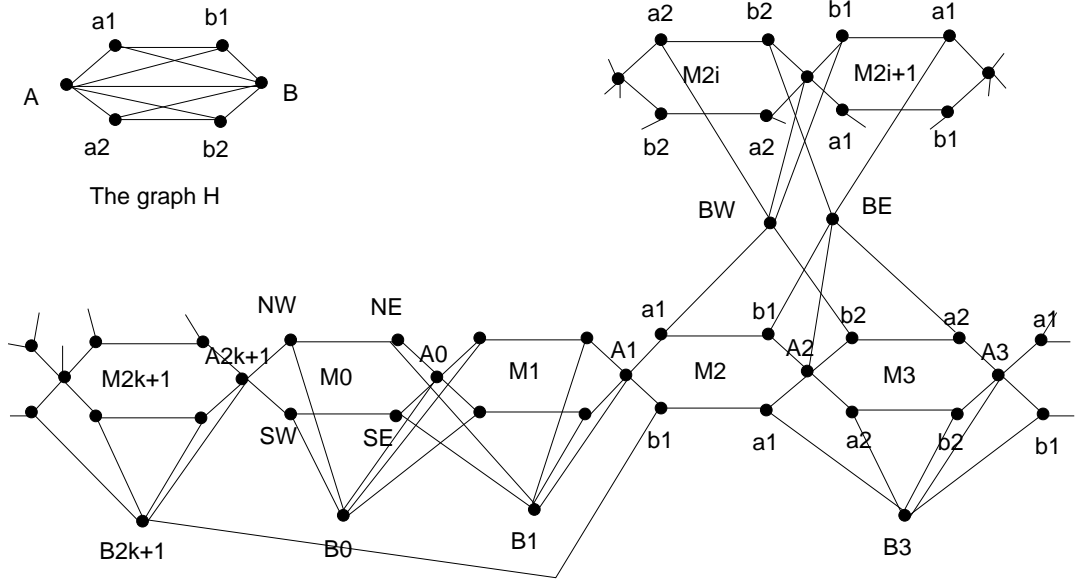 a1 b1
A B
a2 b2
The graph H
a2 b2 b1 a1
M2i M2i+1
b2 a2 a1 b1
BW BE
NW NE a1 b1 b2 a2 a1
A2k+1 A0 A1 A2 A3
M2k+1 M0 M1 M2 M3
SW SE b1 a1 a2 b2 b1
B2k+1 B0 B1 B3